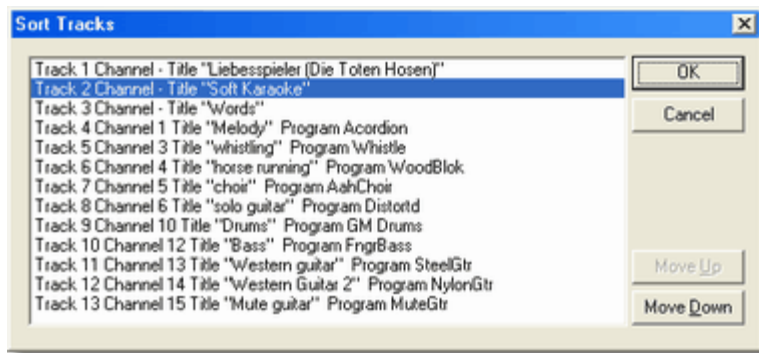 Sort Tracks
Track 1 Channel - Title "Liebesspieler (Die Toten Hosen)"
Track 2 Channel - Title "Soft Karaoke"
Track 3 Channel - Title "Words"
Track 4 Channel 1 Title "Melody" Program Acordion
Track 5 Channel 3 Title "whistling" Program Whistle
Track 6 Channel 4 Title "horse running" Program WoodBlok
Track 7 Channel 5 Title "choir" Program AahChoir
Track 8 Channel 6 Title "solo guitar" Program Distortd
Track 9 Channel 10 Title "Drums" Program GM Drums
Track 10 Channel 12 Title "Bass" Program FngrBass
Track 11 Channel 13 Title "Western guitar" Program SteelGtr
Track 12 Channel 14 Title "Western Guitar 2" Program NylonGtr
Track 13 Channel 15 Title "Mute guitar" Program MuteGtr
OK
Cancel
Move Up
Move Down